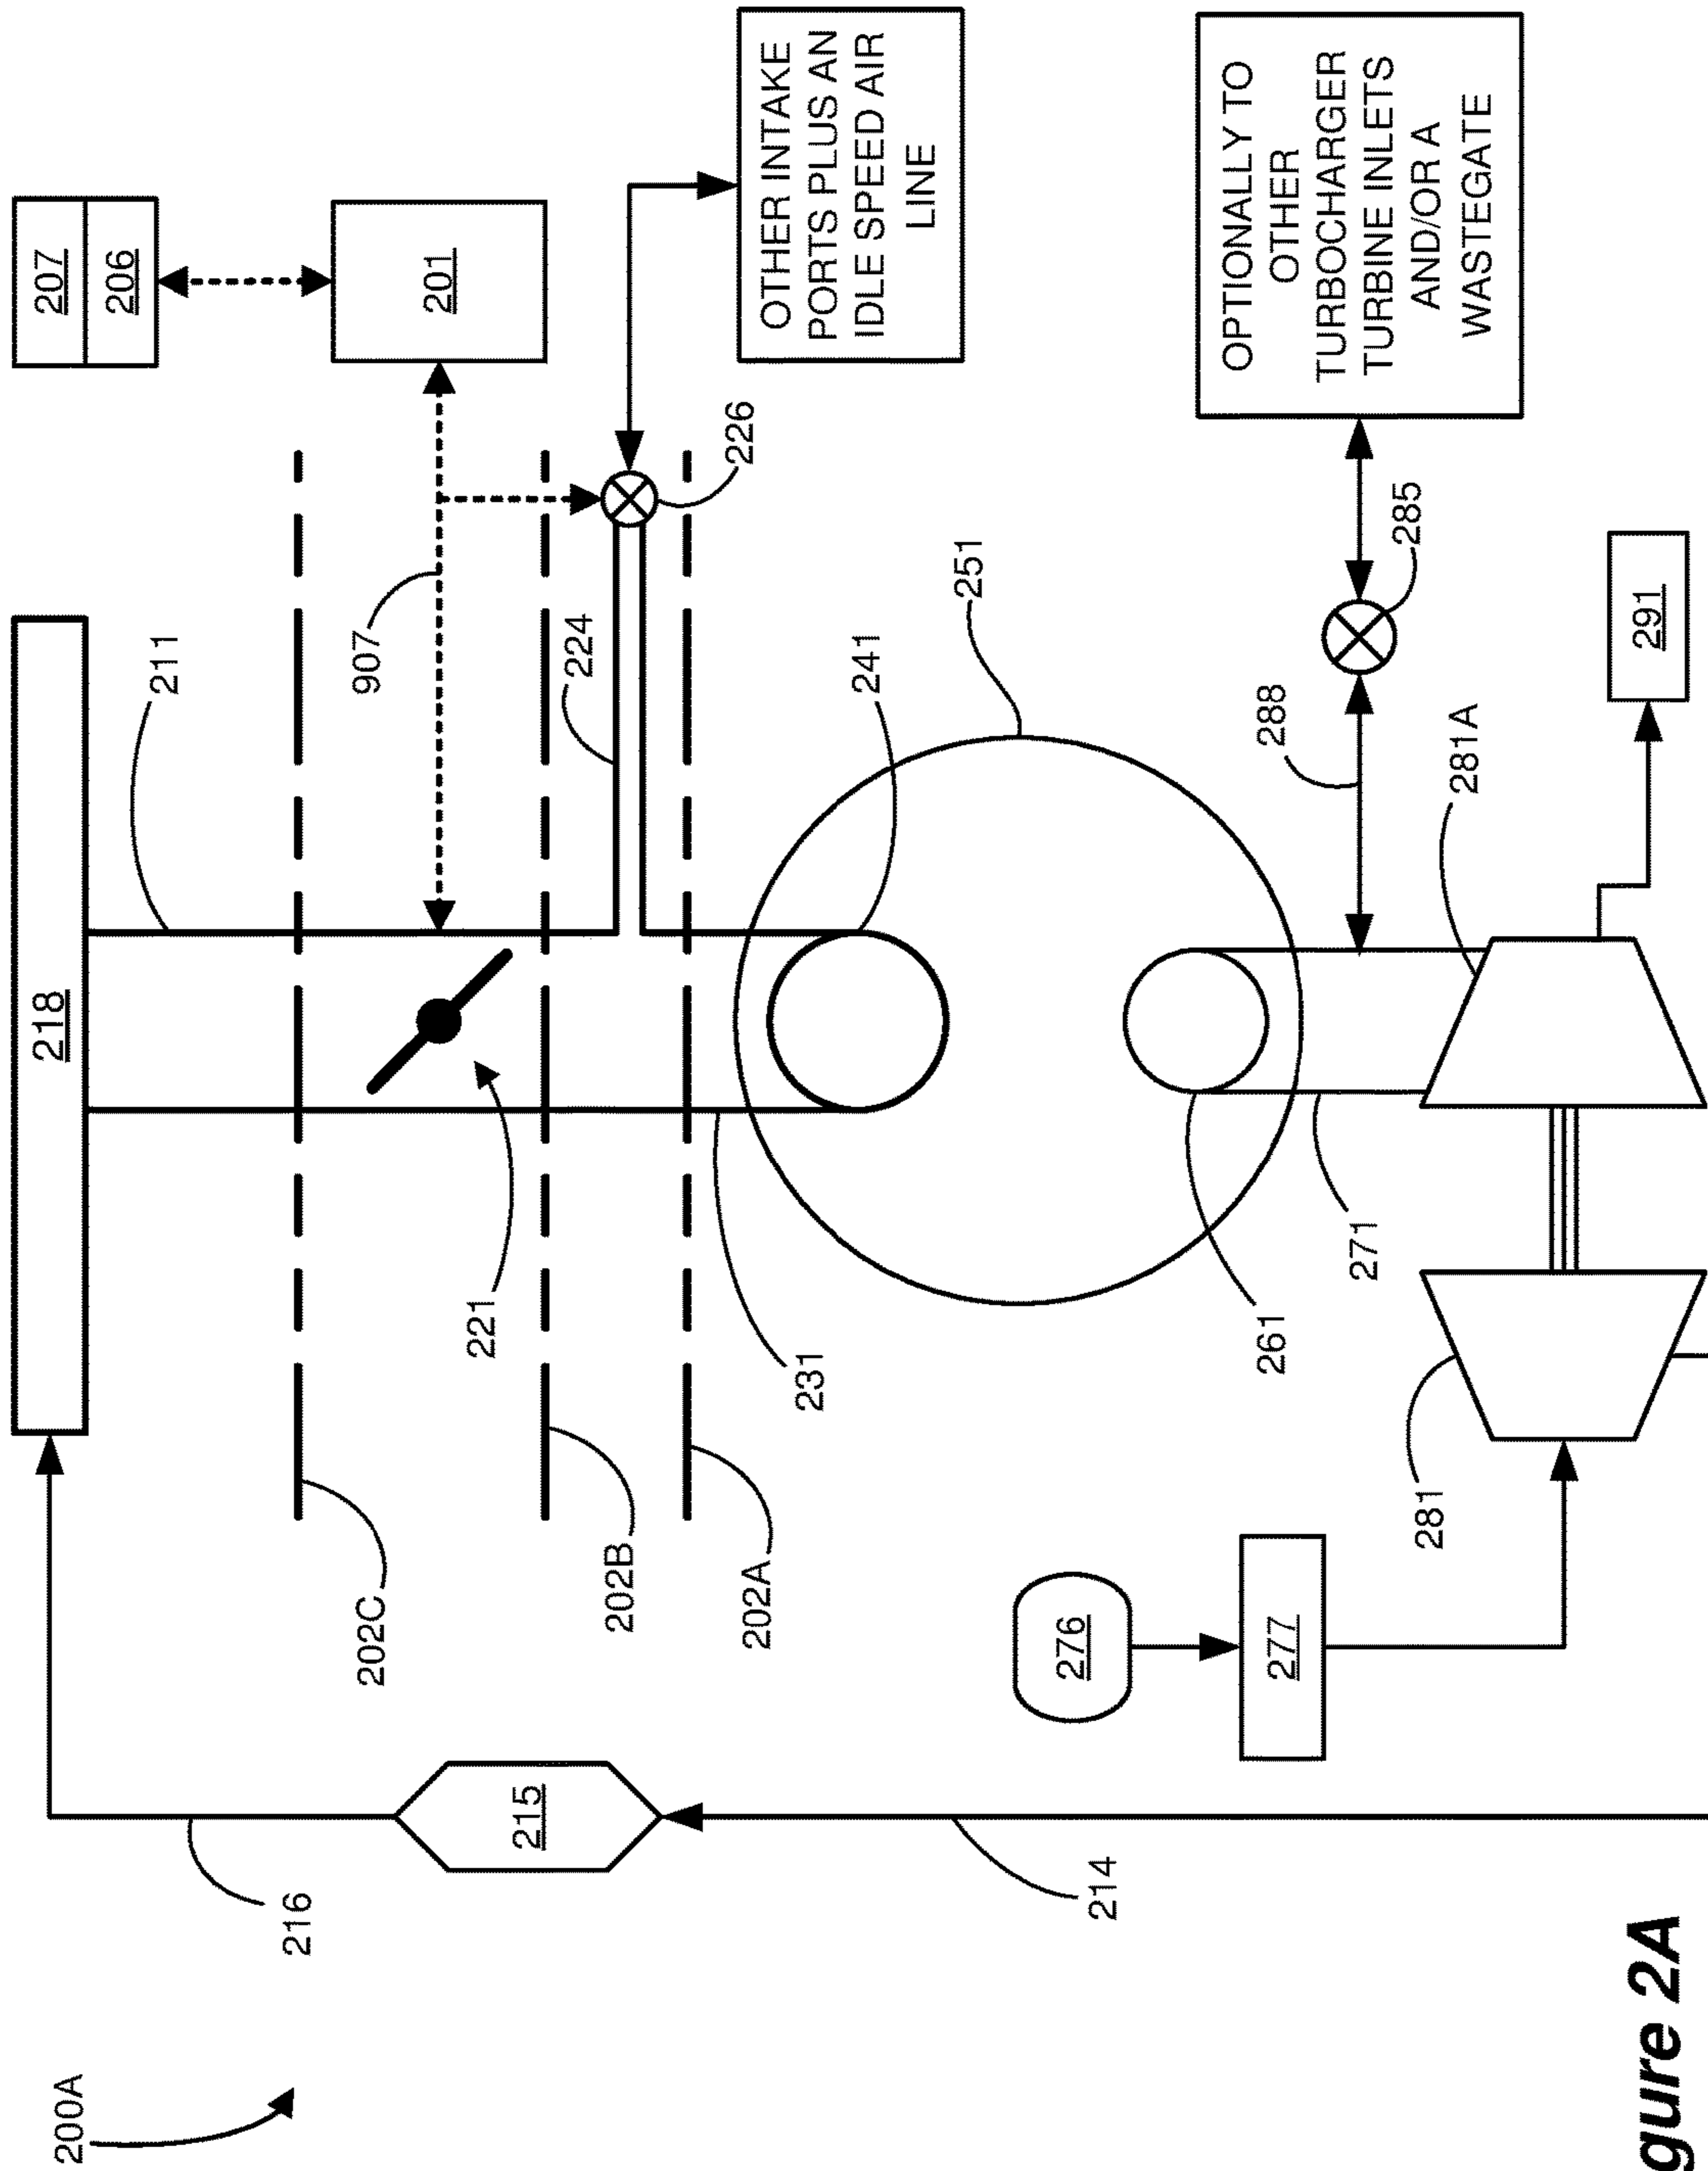 200A
216
218
207
206
201
211
907
202C
202B
202A
221
231
224
226
OTHER INTAKE
PORTS PLUS AN
IDLE SPEED AIR
LINE
215
214
241
251
261
271
276
277
281
281A
288
285
OPTIONALLY TO
OTHER
TURBOCHARGER
TURBINE INLETS
AND/OR A
WASTEGATE
291
gure 2A